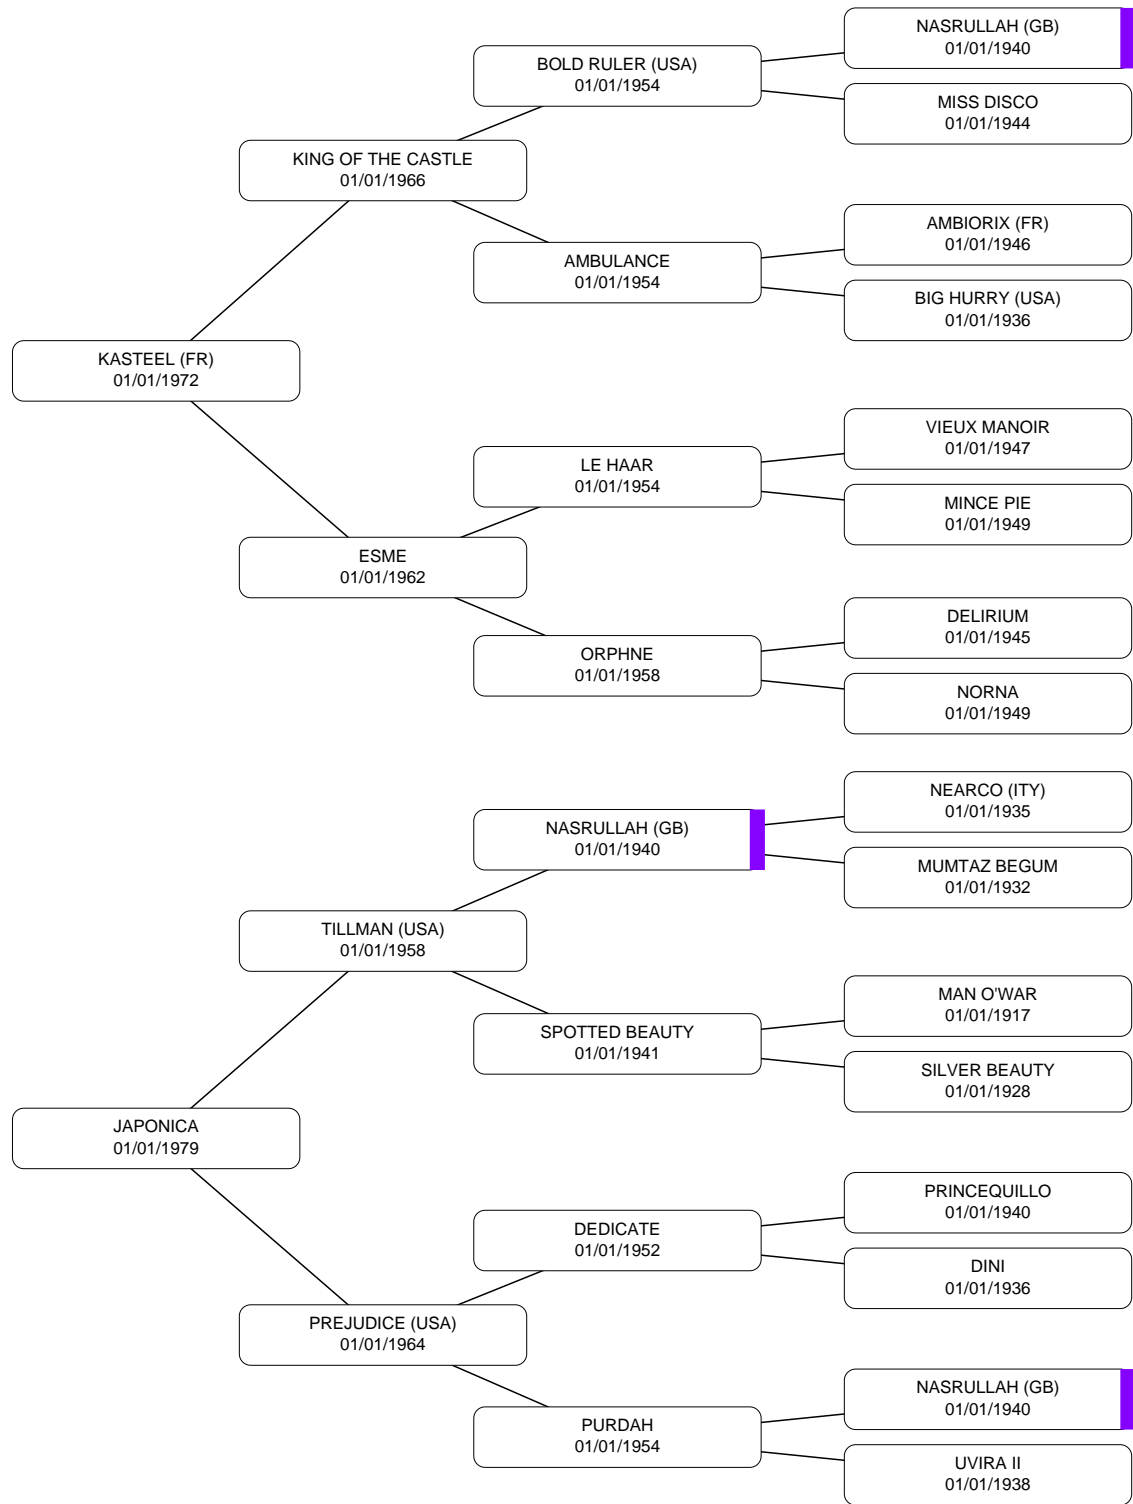 NASRULLAH (GB)
01/01/1940
BOLD RULER (USA)
01/01/1954
MISS DISCO
01/01/1944
KING OF THE CASTLE
01/01/1966
AMBIORIX (FR)
01/01/1946
AMBULANCE
01/01/1954
BIG HURRY (USA)
01/01/1936
KASTEEL (FR)
01/01/1972
VIEUX MANOIR
01/01/1947
LE HAAR
01/01/1954
MINCE PIE
01/01/1949
ESME
01/01/1962
DELIRIUM
01/01/1945
ORPHNE
01/01/1958
NORNA
01/01/1949
NEARCO (ITY)
01/01/1935
NASRULLAH (GB)
01/01/1940
MUMTAZ BEGUM
01/01/1932
TILLMAN (USA)
01/01/1958
MAN O'WAR
01/01/1917
SPOTTED BEAUTY
01/01/1941
SILVER BEAUTY
01/01/1928
JAPONICA
01/01/1979
PRINCEQUILLO
01/01/1940
DEDICATE
01/01/1952
DINI
01/01/1936
PREJUDICE (USA)
01/01/1964
NASRULLAH (GB)
01/01/1940
PURDAH
01/01/1954
UVIRA II
01/01/1938